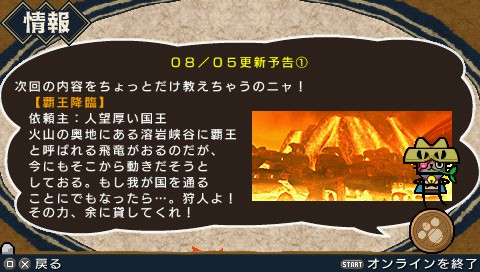 情報
08/05更新予告①
次回の内容をちょっとだけ教えちゃうのニャ!
【覇王降臨】
依頼主:人望厚い国王
火山の奥地にある溶岩峡谷に覇王
と呼ばれる飛竜がおるのだが、
今にもそこから動きだそうと
しておる。もし我が国を通る
ことにでもなったら…。狩人よ!
その力、余に貸してくれ!
□×戻る
START オンラインを終了